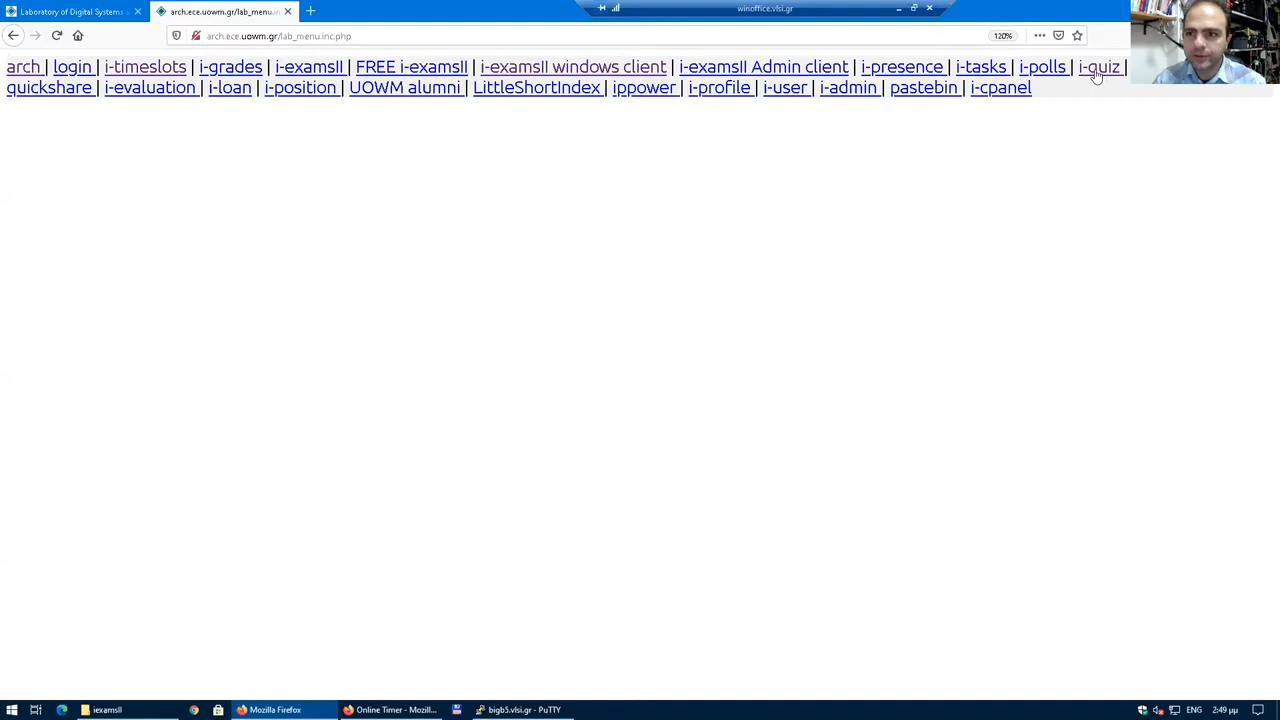 Laboratory of Digital Systems
arch.ece.uowm.gr/lab_menu.in
winoffice.vlsi.gr
arch.ece.uowm.gr/lab_menu.inc.php
120%
arch | login | i-timeslots | i-grades | i-examsII | FREE i-examsII | i-examsII windows client | i-examsII Admin client | i-presence | i-tasks | i-polls | i-quiz |
quickshare | i-evaluation | i-loan | i-position | UOWM alumni | LittleShortIndex | ippower | i-profile | i-user | i-admin | pastebin | i-cpanel
iexamsII
Mozilla Firefox
Online Timer - Mozill...
bigb5.vlsi.gr - PuTTY
ENG
2:49 μμ